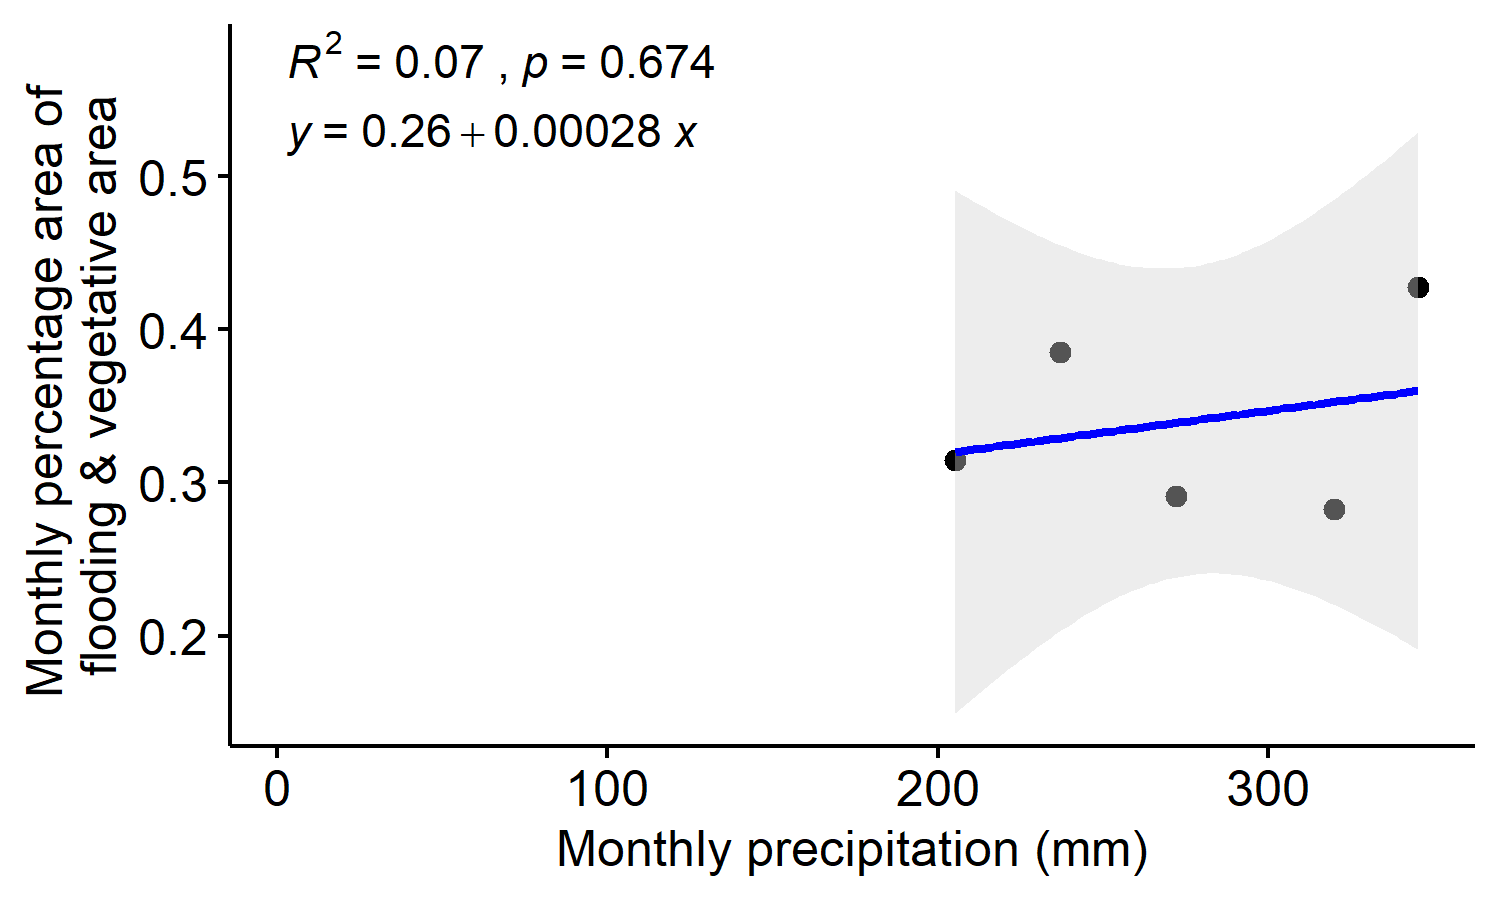 R² = 0.07 , p = 0.674
y = 0.26 + 0.00028 x
Monthly percentage area of
flooding & vegetative area
0.5
0.4
0.3
0.2
0
100
200
300
Monthly precipitation (mm)